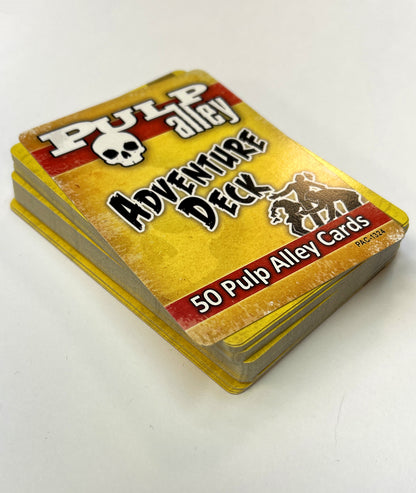 PULP
alley
ADVENTURE
DECK
50 Pulp Alley Cards
PAC-1324